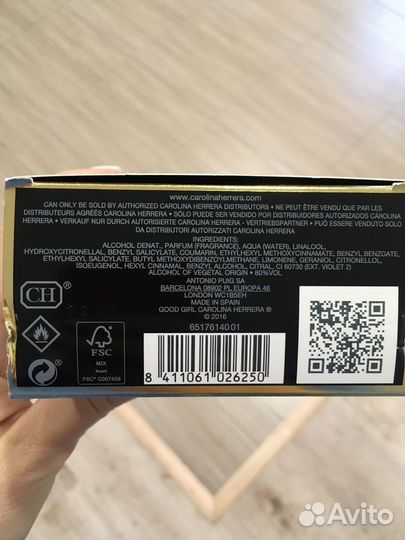 www.carolinaherrera.com
CAN ONLY BE SOLD BY AUTHORIZED CAROLINA HERRERA DISTRIBUTORS • NE PEUT ÊTRE VENDU QUE PAR LES
DISTRIBUTEURS AGRÉES CAROLINA HERRERA • SÓLO PUEDE SER VENDIDO POR DISTRIBUIDORES AUTORIZADOS CAROLINA
HERRERA • VERKAUF NUR DURCH AUTORISIERTE CAROLINA HERRERA - VERTRIEBSPARTNER • PUÒ ESSERE VENDUTO SOLO
DA DISTRIBUTORI AUTORIZZATI CAROLINA HERRERA
INGREDIENTS:
ALCOHOL DENAT., PARFUM (FRAGRANCE), AQUA (WATER), LINALOOL,
HYDROXYCITRONELLAL, BENZYL SALICYLATE, COUMARIN, ETHYLHEXYL METHOXYCINNAMATE, BENZYL BENZOATE,
ETHYLHEXYL SALICYLATE, BUTYL METHOXYDIBENZOYLMETHANE, LIMONENE, GERANIOL, CITRONELLOL,
ISOEUGENOL, HEXYL CINNAMAL, BENZYL ALCOHOL, CITRAL, CI 60730 (EXT. VIOLET 2)
ALCOHOL OF VEGETAL ORIGIN • 80%VOL
ANTONIO PUIG SA
BARCELONA 08902 PL EUROPA 46
LONDON WC1B5EH
MADE IN SPAIN
GOOD GIRL CAROLINA HERRERA ®
© 2016
65176140 01
CH
FSC
MIX
Board
FSC® C007409
8 411061 026250
Avito